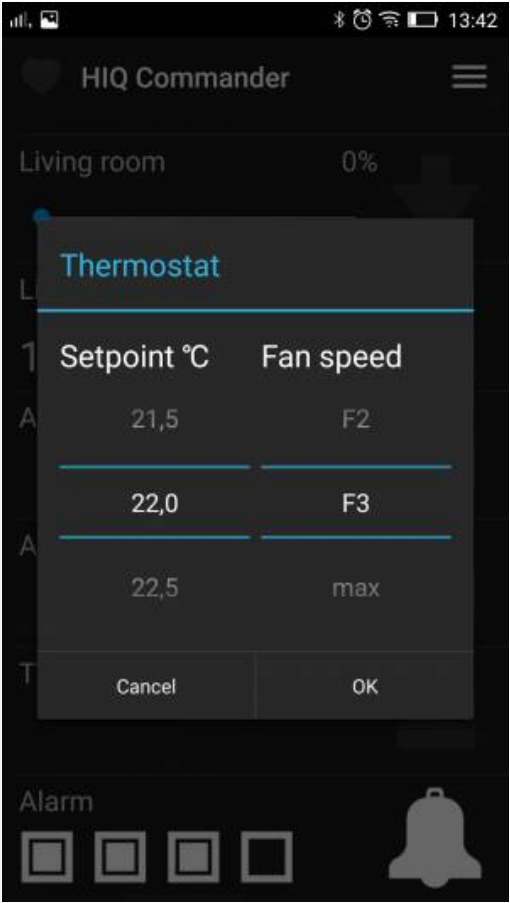 13:42
HIQ Commander
Living room 0%
Thermostat
Setpoint °C Fan speed
21,5 F2
22,0 F3
22,5 max
Cancel OK
Alarm